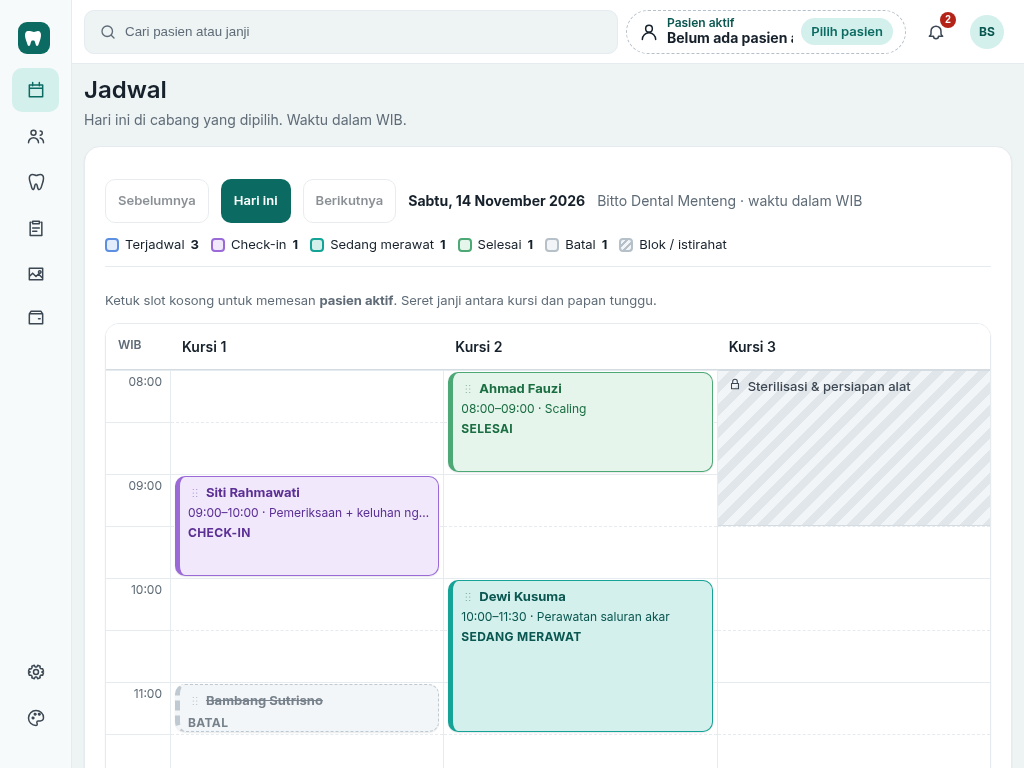 Cari pasien atau janji
Pasien aktif
Belum ada pasien
Pilih pasien
2
BS
Jadwal
Hari ini di cabang yang dipilih. Waktu dalam WIB.
Sebelumnya
Hari ini
Berikutnya
Sabtu, 14 November 2026
Bitto Dental Menteng · waktu dalam WIB
Terjadwal 3
Check-in 1
Sedang merawat 1
Selesai 1
Batal 1
Blok / istirahat
Ketuk slot kosong untuk memesan pasien aktif. Seret janji antara kursi dan papan tunggu.
WIB
Kursi 1
Kursi 2
Kursi 3
08:00
Ahmad Fauzi
08:00–09:00 · Scaling
SELESAI
Sterilisasi & persiapan alat
09:00
Siti Rahmawati
09:00–10:00 · Pemeriksaan + keluhan ng...
CHECK-IN
10:00
Dewi Kusuma
10:00–11:30 · Perawatan saluran akar
SEDANG MERAWAT
11:00
Bambang Sutrisno
BATAL